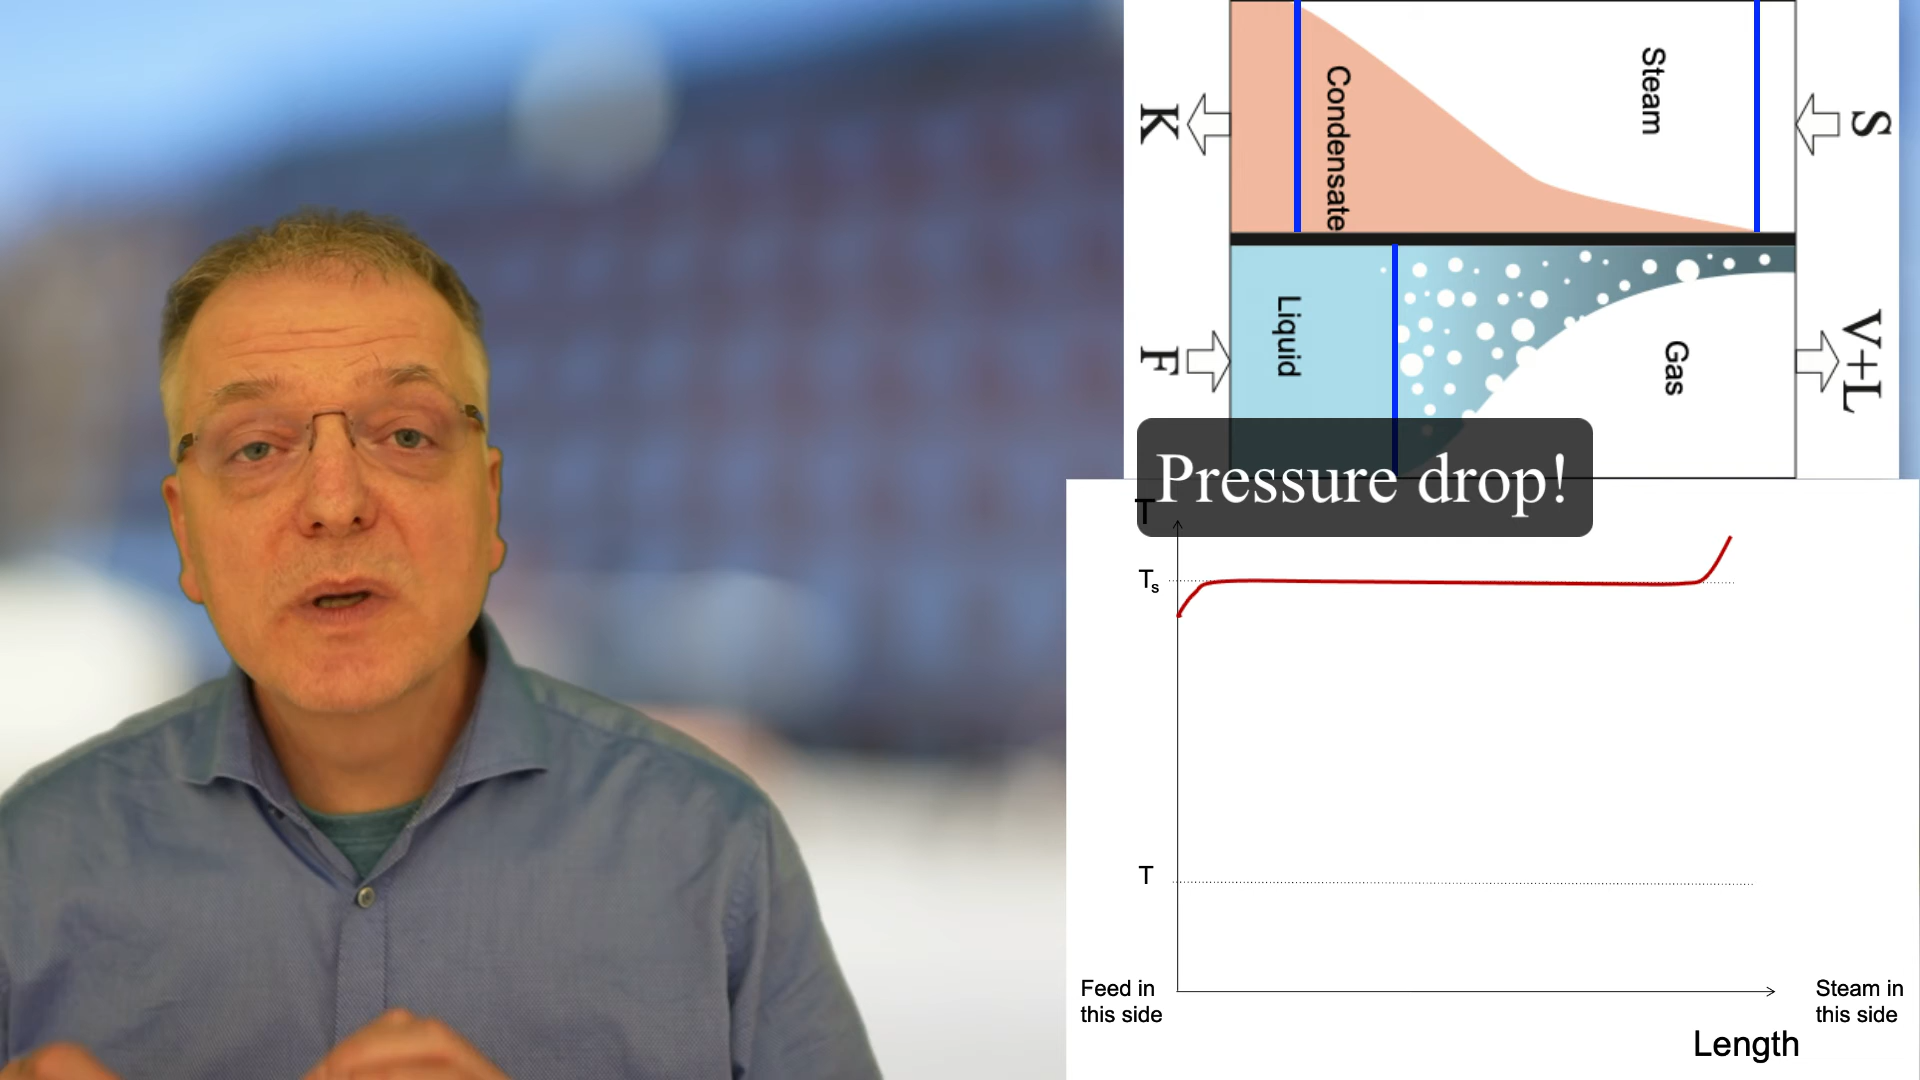 K
Condensate
Steam
S
F
Liquid
Gas
V+L
Pressure drop!
T
Ts
T
Feed in
this side
Steam in
this side
Length